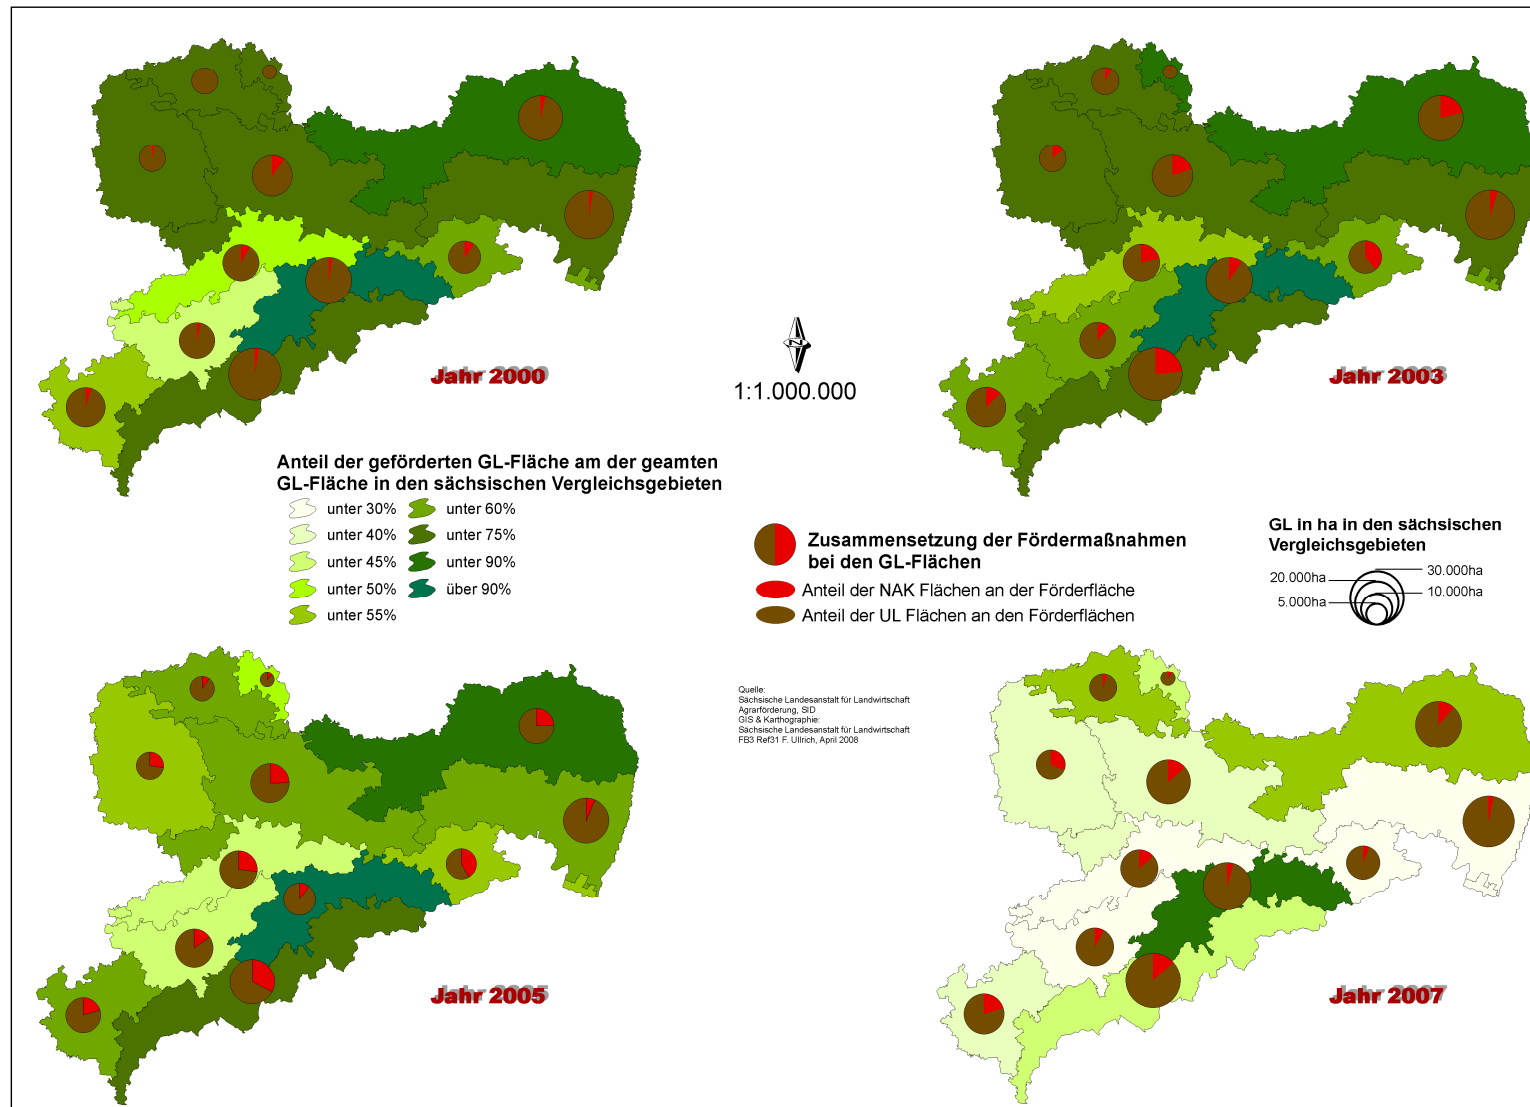 Jahr 2000
N
1:1.000.000
Jahr 2003
Anteil der geförderten GL-Fläche am der geamten
GL-Fläche in den sächsischen Vergleichsgebieten
unter 30%
unter 40%
unter 45%
unter 50%
unter 55%
unter 60%
unter 75%
unter 90%
über 90%
Zusammensetzung der Fördermaßnahmen
bei den GL-Flächen
Anteil der NAK Flächen an der Förderfläche
Anteil der UL Flächen an den Förderflächen
GL in ha in den sächsischen
Vergleichsgebieten
30.000ha
20.000ha
10.000ha
5.000ha
Quelle:
Sächsische Landesanstalt für Landwirtschaft
Agrarförderung, SID
GIS & Karthographie:
Sächsische Landesanstalt für Landwirtschaft
FB3 Ref31 F. Ullrich, April 2008
Jahr 2005
Jahr 2007